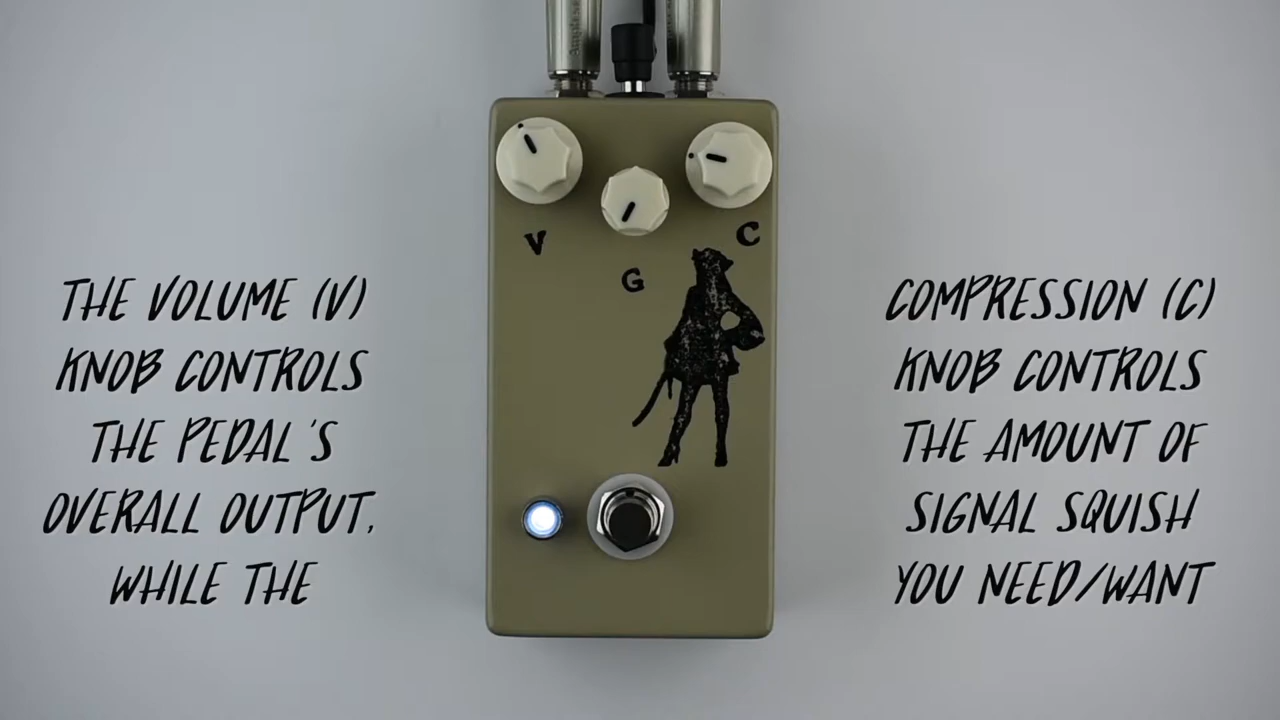 THE VOLUME (V)
KNOB CONTROLS
THE PEDAL'S
OVERALL OUTPUT,
WHILE THE
V
G
C
COMPRESSION (C)
KNOB CONTROLS
THE AMOUNT OF
SIGNAL SQUISH
YOU NEED/WANT